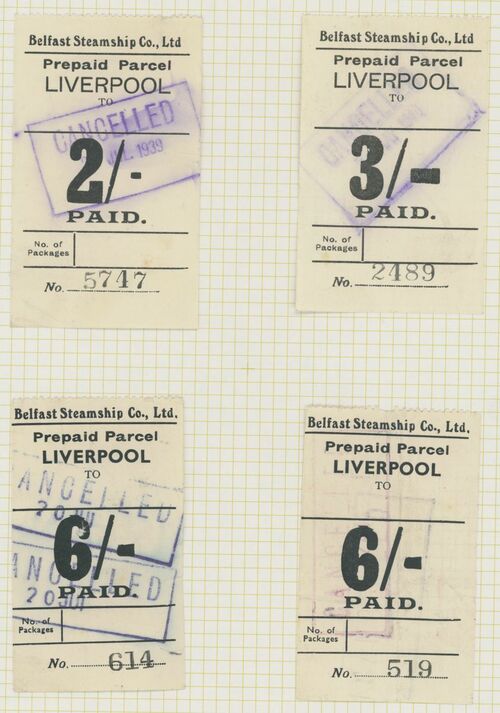 Belfast Steamship Co., Ltd
Prepaid Parcel
LIVERPOOL
TO
CANCELLED
1939
2/-
PAID.
No. of
Packages
No. 5747
Belfast Steamship Co., Ltd
Prepaid Parcel
LIVERPOOL
TO
3/-
PAID.
No. of
Packages
No. 2489
Belfast Steamship Co., Ltd.
Prepaid Parcel
LIVERPOOL
TO
ANCELLED
6/-
PAID.
No. of
Packages
No. 614
Belfast Steamship Co., Ltd.
Prepaid Parcel
LIVERPOOL
TO
6/-
PAID.
No. of
Packages
No. 519